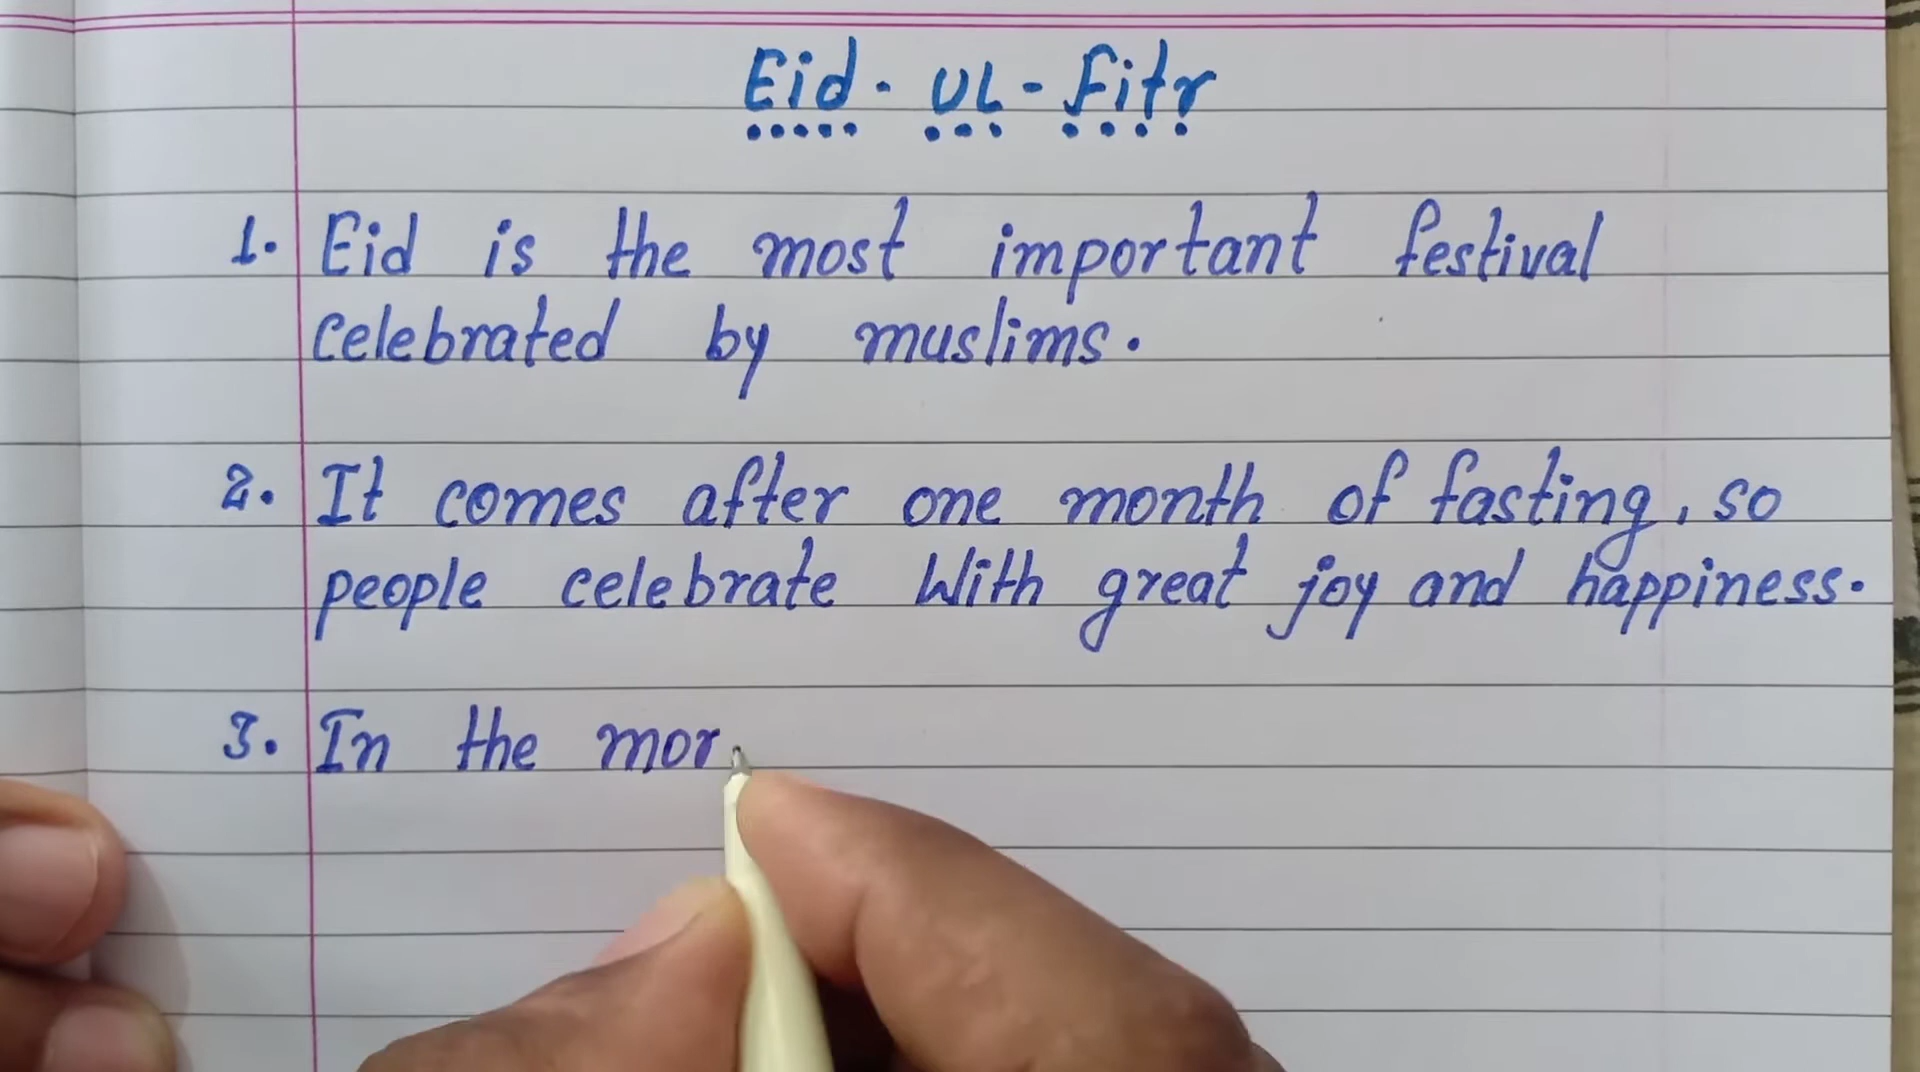 Eid - UL - Fitr
1. Eid is the most important festival
celebrated by muslims.
2. It comes after one month of fasting, so
people celebrate With great joy and happiness.
3. In the mor